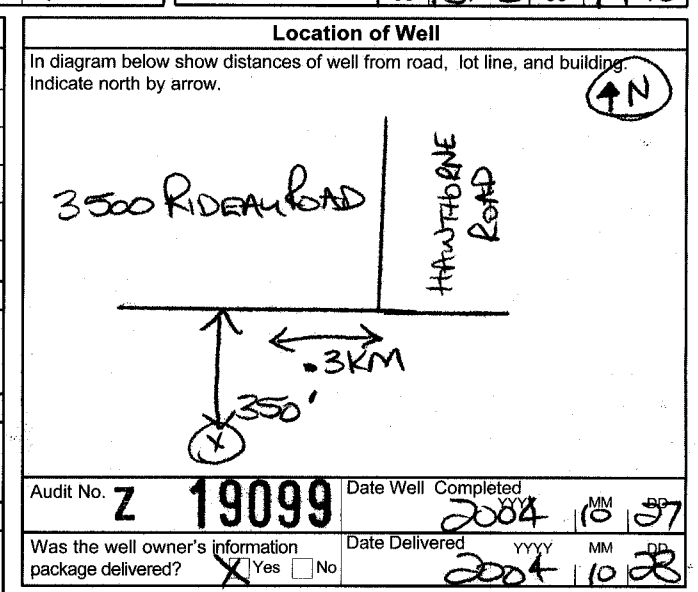 Location of Well
In diagram below show distances of well from road, lot line, and building.
Indicate north by arrow.
N
3500 RIDEAU ROAD
HAWTHORNE
ROAD
.3KM
350'
X
Audit No. Z 19099
Date Well Completed
YYYY MM DD
2004 10 27
Was the well owner's information
package delivered? X Yes No
Date Delivered
YYYY MM DD
2004 10 28